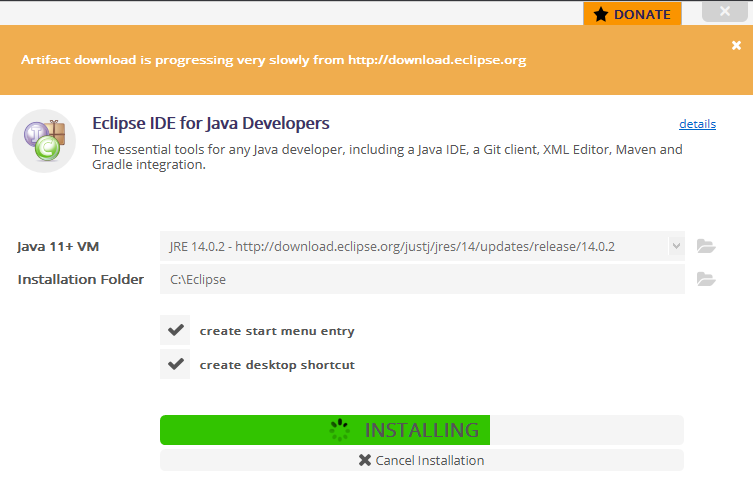 DONATE
Artifact download is progressing very slowly from http://download.eclipse.org
Eclipse IDE for Java Developers
details
The essential tools for any Java developer, including a Java IDE, a Git client, XML Editor, Maven and
Gradle integration.
Java 11+ VM
JRE 14.0.2 - http://download.eclipse.org/justj/jres/14/updates/release/14.0.2
Installation Folder
C:\Eclipse
create start menu entry
create desktop shortcut
INSTALLING
Cancel Installation